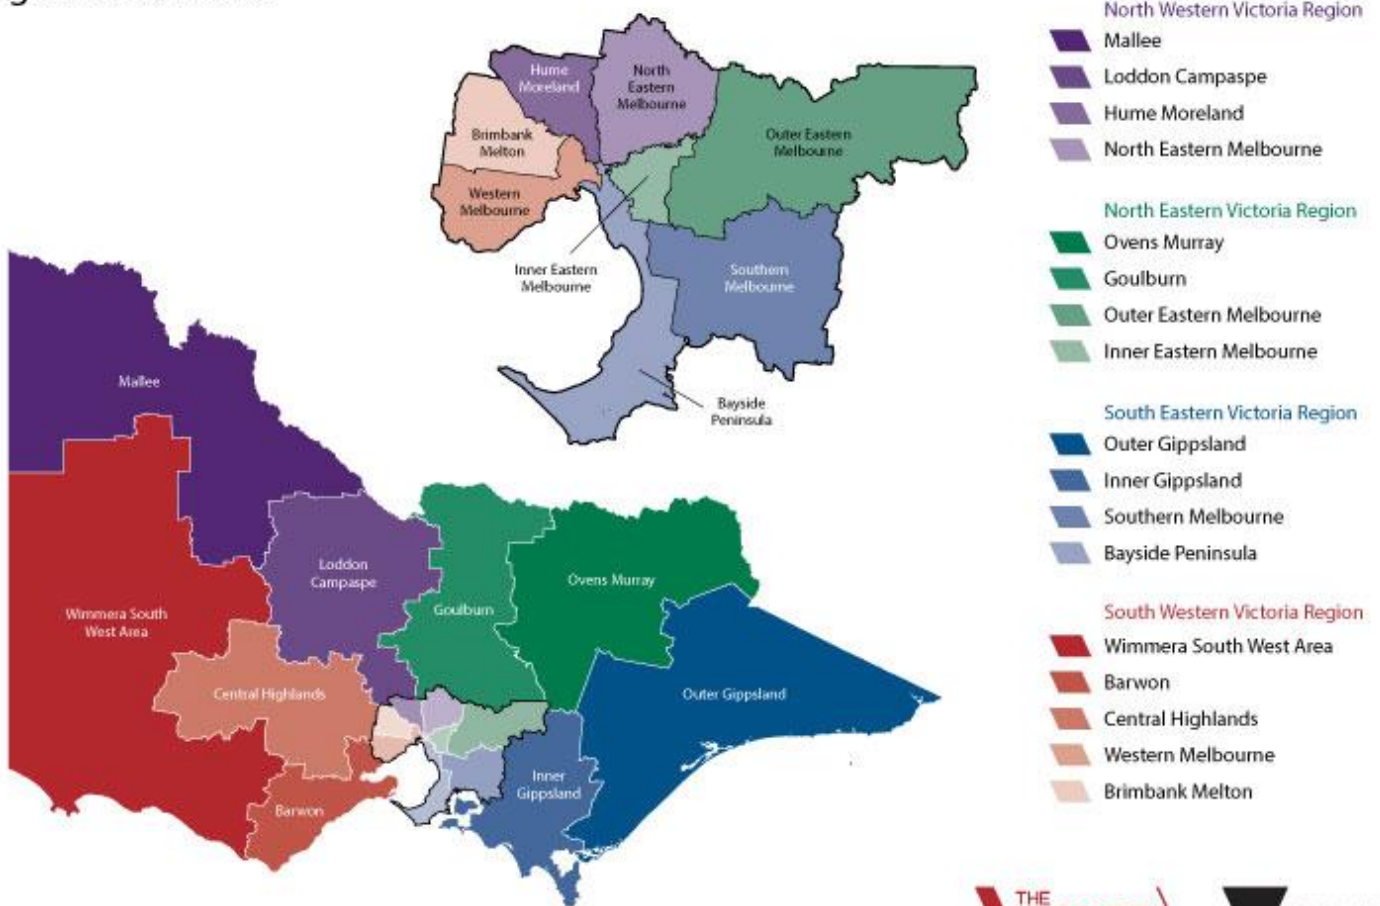 North Western Victoria Region
Mallee
Loddon Campaspe
Hume Moreland
North Eastern Melbourne
North Eastern Victoria Region
Ovens Murray
Goulburn
Outer Eastern Melbourne
Inner Eastern Melbourne
South Eastern Victoria Region
Outer Gippsland
Inner Gippsland
Southern Melbourne
Bayside Peninsula
South Western Victoria Region
Wimmera South West Area
Barwon
Central Highlands
Western Melbourne
Brimbank Melton
Hume
Moreland
North
Eastern
Melbourne
Outer Eastern
Melbourne
Brimbank
Melton
Western
Melbourne
Inner Eastern
Melbourne
Southern
Melbourne
Bayside
Peninsula
Mallee
Loddon
Campaspe
Goulburn
Ovens Murray
Wimmera South
West Area
Central Highlands
Outer Gippsland
Inner
Gippsland
Barwon
THE